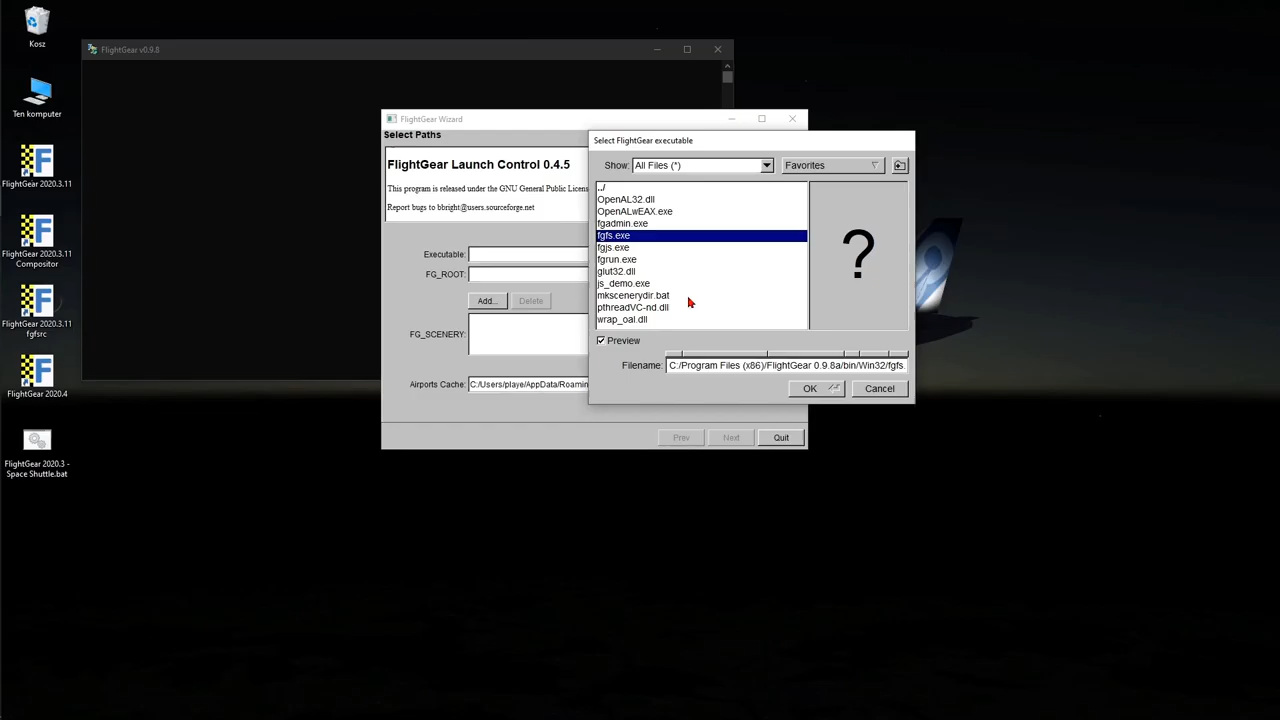 Kosz
Ten komputer
FlightGear 2020.3.11
FlightGear 2020.3.11
Compositor
FlightGear 2020.3.11
fgfsrc
FlightGear 2020.4
FlightGear 2020.3 -
Space Shuttle.bat
FlightGear v0.9.8
FlightGear Wizard
Select Paths
FlightGear Launch Control 0.4.5
This program is released under the GNU General Public Licens
Report bugs to bbright@users.sourceforge.net
Executable:
FG_ROOT:
Add...
Delete
FG_SCENERY:
Airports Cache:
C:/Users/playe/AppData/Roamin
Prev
Next
Quit
Select FlightGear executable
Show:
All Files (*)
Favorites
../
OpenAL32.dll
OpenALwEAX.exe
fgadmin.exe
fgfs.exe
fgjs.exe
fgrun.exe
glut32.dll
js_demo.exe
mkscenerydir.bat
pthreadVC-nd.dll
wrap_oal.dll
?
Preview
Filename:
C:/Program Files (x86)/FlightGear 0.9.8a/bin/Win32/fgfs.
OK
Cancel